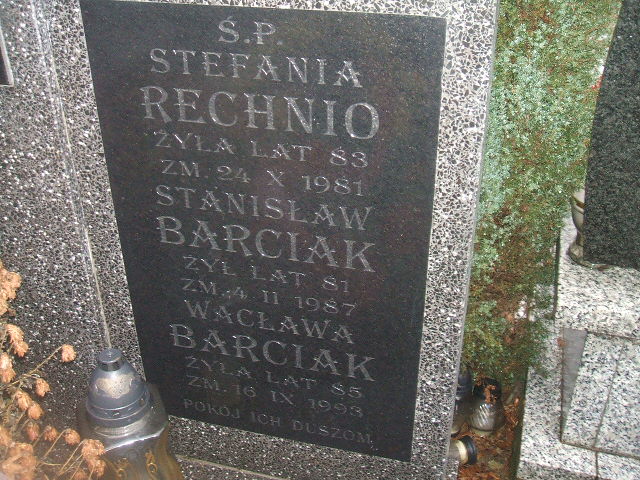 Ś.P.
STEFANIA
RECHNIO
ŻYŁA LAT 83
ZM. 24 X 1981
STANISŁAW
BARCIAK
ŻYŁ LAT 81
ZM. 4 II 1987
WACŁAWA
BARCIAK
ŻYŁA LAT 85
ZM. 16 IX 1993
POKÓJ ICH DUSZOM